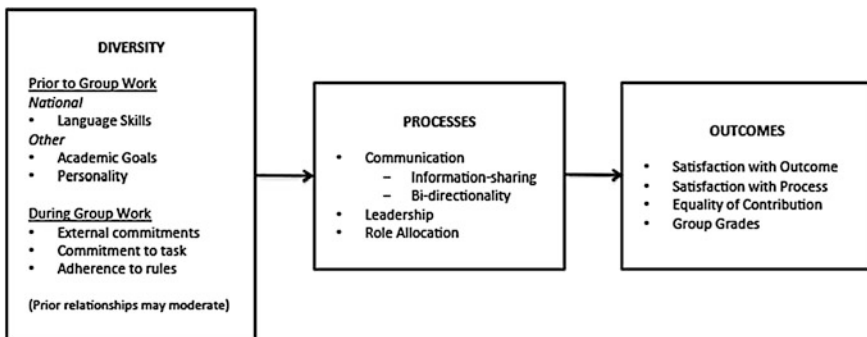 DIVERSITY
Prior to Group Work
National
• Language Skills
Other
• Academic Goals
• Personality
During Group Work
• External commitments
• Commitment to task
• Adherence to rules
(Prior relationships may moderate)
PROCESSES
• Communication
– Information-sharing
– Bi-directionality
• Leadership
• Role Allocation
OUTCOMES
• Satisfaction with Outcome
• Satisfaction with Process
• Equality of Contribution
• Group Grades